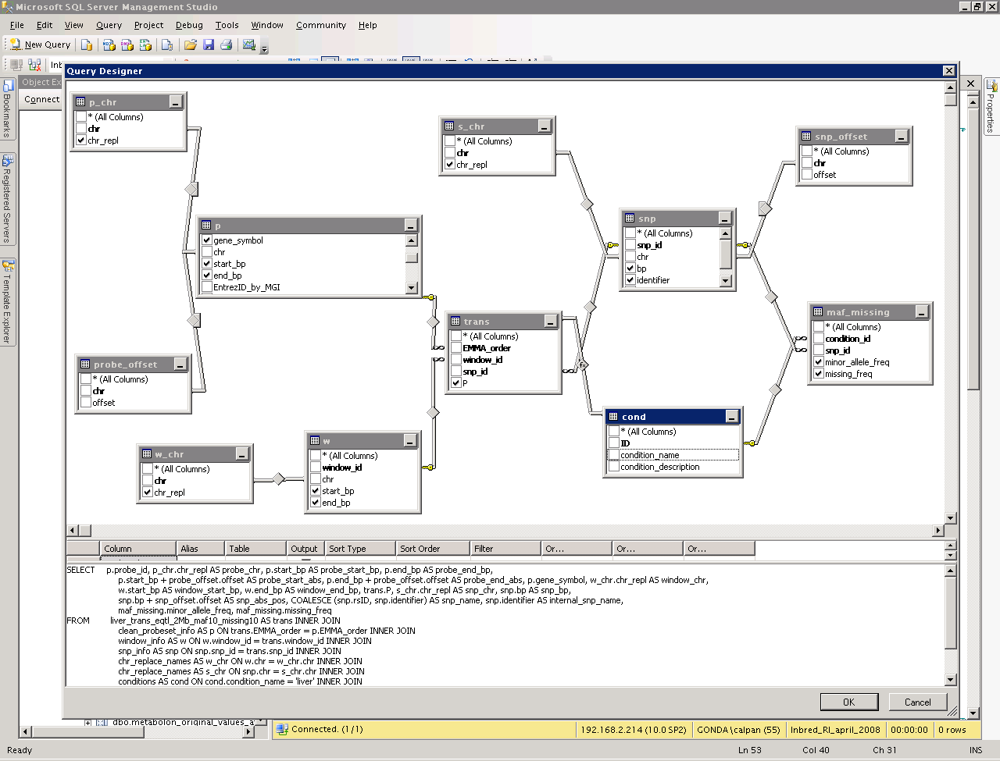 Microsoft SQL Server Management Studio
File Edit View Query Project Debug Tools Window Community Help
New Query
Object Ex
Connect
Bookmarks
Registered Servers
Template Explorer
Properties
Query Designer
p_chr
* (All Columns)
chr
chr_repl
s_chr
* (All Columns)
chr
chr_repl
snp_offset
* (All Columns)
chr
offset
p
gene_symbol
chr
start_bp
end_bp
EntrezID_by_MGI
snp
* (All Columns)
snp_id
chr
bp
identifier
trans
* (All Columns)
EMMA_order
window_id
snp_id
P
maf_missing
* (All Columns)
condition_id
snp_id
minor_allele_freq
missing_freq
probe_offset
* (All Columns)
chr
offset
cond
* (All Columns)
ID
condition_name
condition_description
w_chr
* (All Columns)
chr
chr_repl
w
* (All Columns)
window_id
chr
start_bp
end_bp
Column Alias Table Output Sort Type Sort Order Filter Or... Or... Or...
SELECT p.probe_id, p_chr.chr_repl AS probe_chr, p.start_bp AS probe_start_bp, p.end_bp AS probe_end_bp,
p.start_bp + probe_offset.offset AS probe_start_abs, p.end_bp + probe_offset.offset AS probe_end_abs, p.gene_symbol, w_chr.chr_repl AS window_chr,
w.start_bp AS window_start_bp, w.end_bp AS window_end_bp, trans.P, s_chr.chr_repl AS snp_chr, snp.bp AS snp_bp,
snp.bp + snp_offset.offset AS snp_abs_pos, COALESCE (snp.rsID, snp.identifier) AS snp_name, snp.identifier AS internal_snp_name,
maf_missing.minor_allele_freq, maf_missing.missing_freq
FROM liver_trans_eqtl_2Mb_maf10_missing10 AS trans INNER JOIN
clean_probeset_info AS p ON trans.EMMA_order = p.EMMA_order INNER JOIN
window_info AS w ON w.window_id = trans.window_id INNER JOIN
snp_info AS snp ON snp.snp_id = trans.snp_id INNER JOIN
chr_replace_names AS w_chr ON w.chr = w_chr.chr INNER JOIN
chr_replace_names AS s_chr ON snp.chr = s_chr.chr INNER JOIN
conditions AS cond ON cond.condition_name = 'liver' INNER JOIN
OK Cancel
dbo.metabolon_original_values_a
Connected. (1/1) 192.168.2.214 (10.0 SP2) GONDA\calpan (55) Inbred_RI_april_2008 00:00:00 0 rows
Ready Ln 53 Col 40 Ch 31 INS